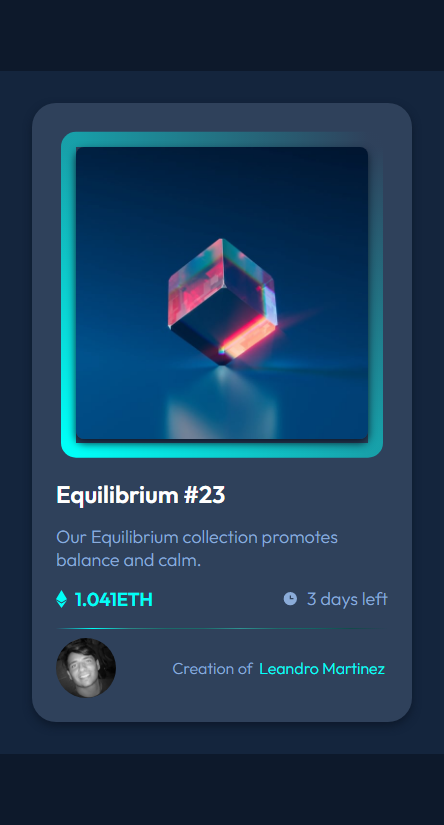 Equilibrium #23
Our Equilibrium collection promotes
balance and calm.
1.041ETH
3 days left
Creation of Leandro Martinez